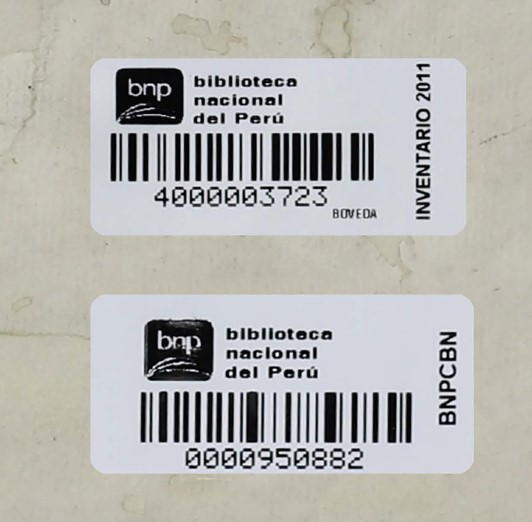 bnp
biblioteca
nacional
del Perú
4000003723
BOVEDA
INVENTARIO 2011
bnp
biblioteca
nacional
del Perú
0000950882
BNPCBN